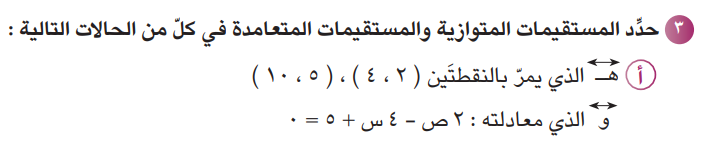 ٣ حدِّد المستقيمات المتوازية والمستقيمات المتعامدة في كلّ من الحالات التالية :
أ هـ الذي يمرّ بالنقطتَين ( ٢ ، ٤ ) ، ( ٥ ، ١٠ )
و الذي معادلته : ٢ ص - ٤ س + ٥ = ٠